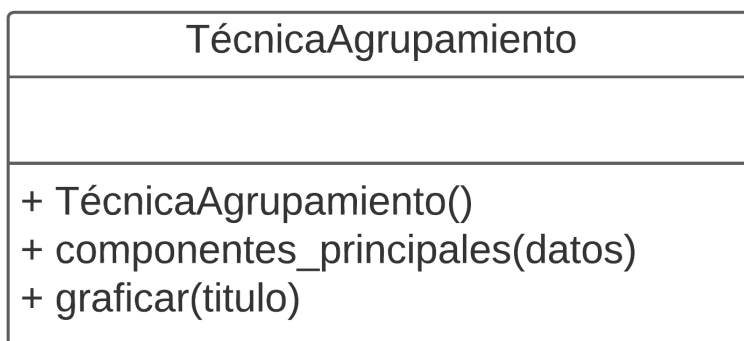 TécnicaAgrupamiento
+ TécnicaAgrupamiento()
+ componentes_principales(datos)
+ graficar(titulo)